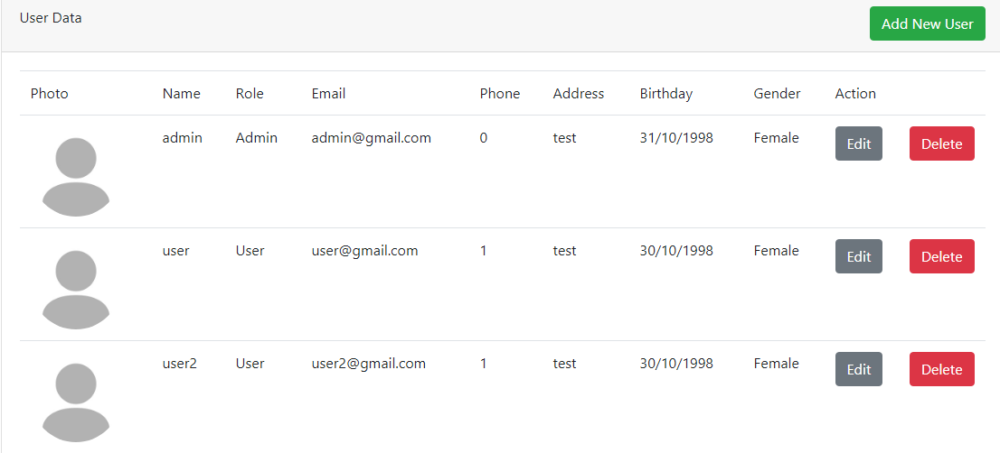 User Data
Add New User
Photo Name Role Email Phone Address Birthday Gender Action
admin Admin admin@gmail.com 0 test 31/10/1998 Female Edit Delete
user User user@gmail.com 1 test 30/10/1998 Female Edit Delete
user2 User user2@gmail.com 1 test 30/10/1998 Female Edit Delete